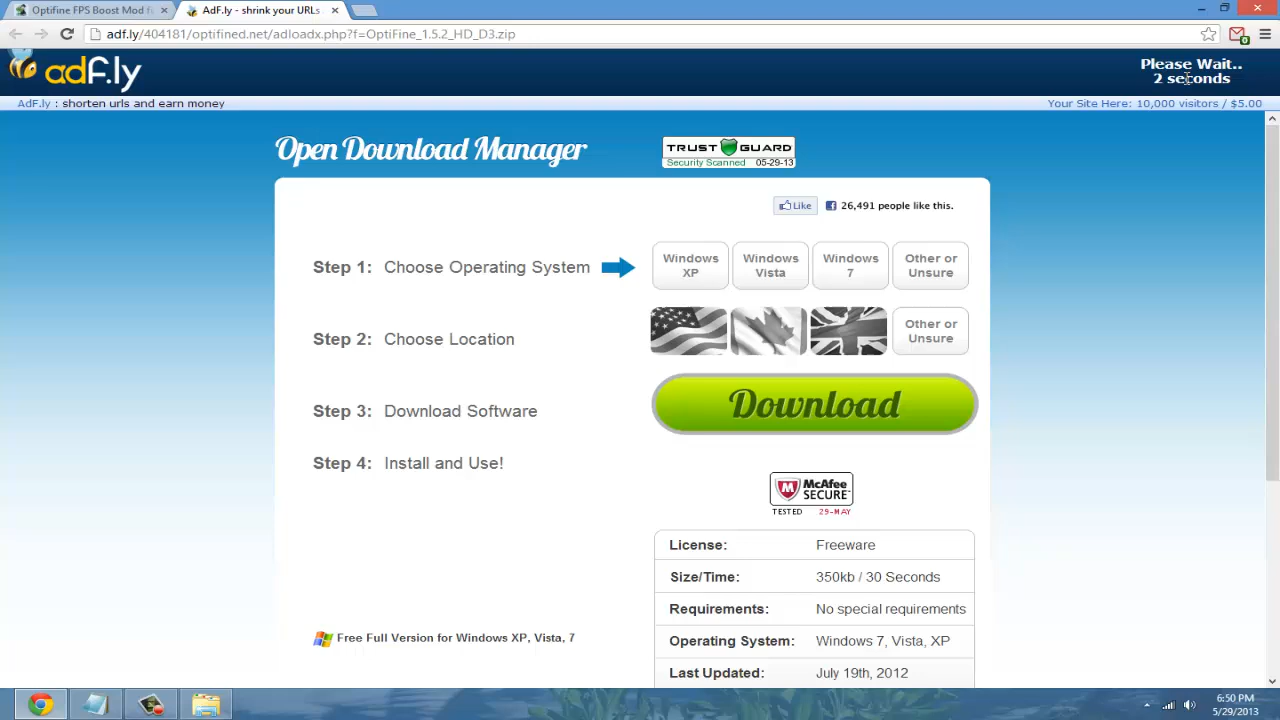 Optifine FPS Boost Mod f
AdF.ly - shrink your URLs
adf.ly/404181/optifined.net/adloadx.php?f=OptiFine_1.5.2_HD_D3.zip
adf.ly
Please Wait..
2 seconds
AdF.ly : shorten urls and earn money
Your Site Here: 10,000 visitors / $5.00
Open Download Manager
TRUST GUARD
Security Scanned 05-29-13
Like
26,491 people like this.
Step 1: Choose Operating System
Windows XP
Windows Vista
Windows 7
Other or Unsure
Step 2: Choose Location
Other or Unsure
Step 3: Download Software
Download
Step 4: Install and Use!
McAfee SECURE
TESTED 29-MAY
License: Freeware
Size/Time: 350kb / 30 Seconds
Requirements: No special requirements
Operating System: Windows 7, Vista, XP
Last Updated: July 19th, 2012
Free Full Version for Windows XP, Vista, 7
6:50 PM
5/29/2013